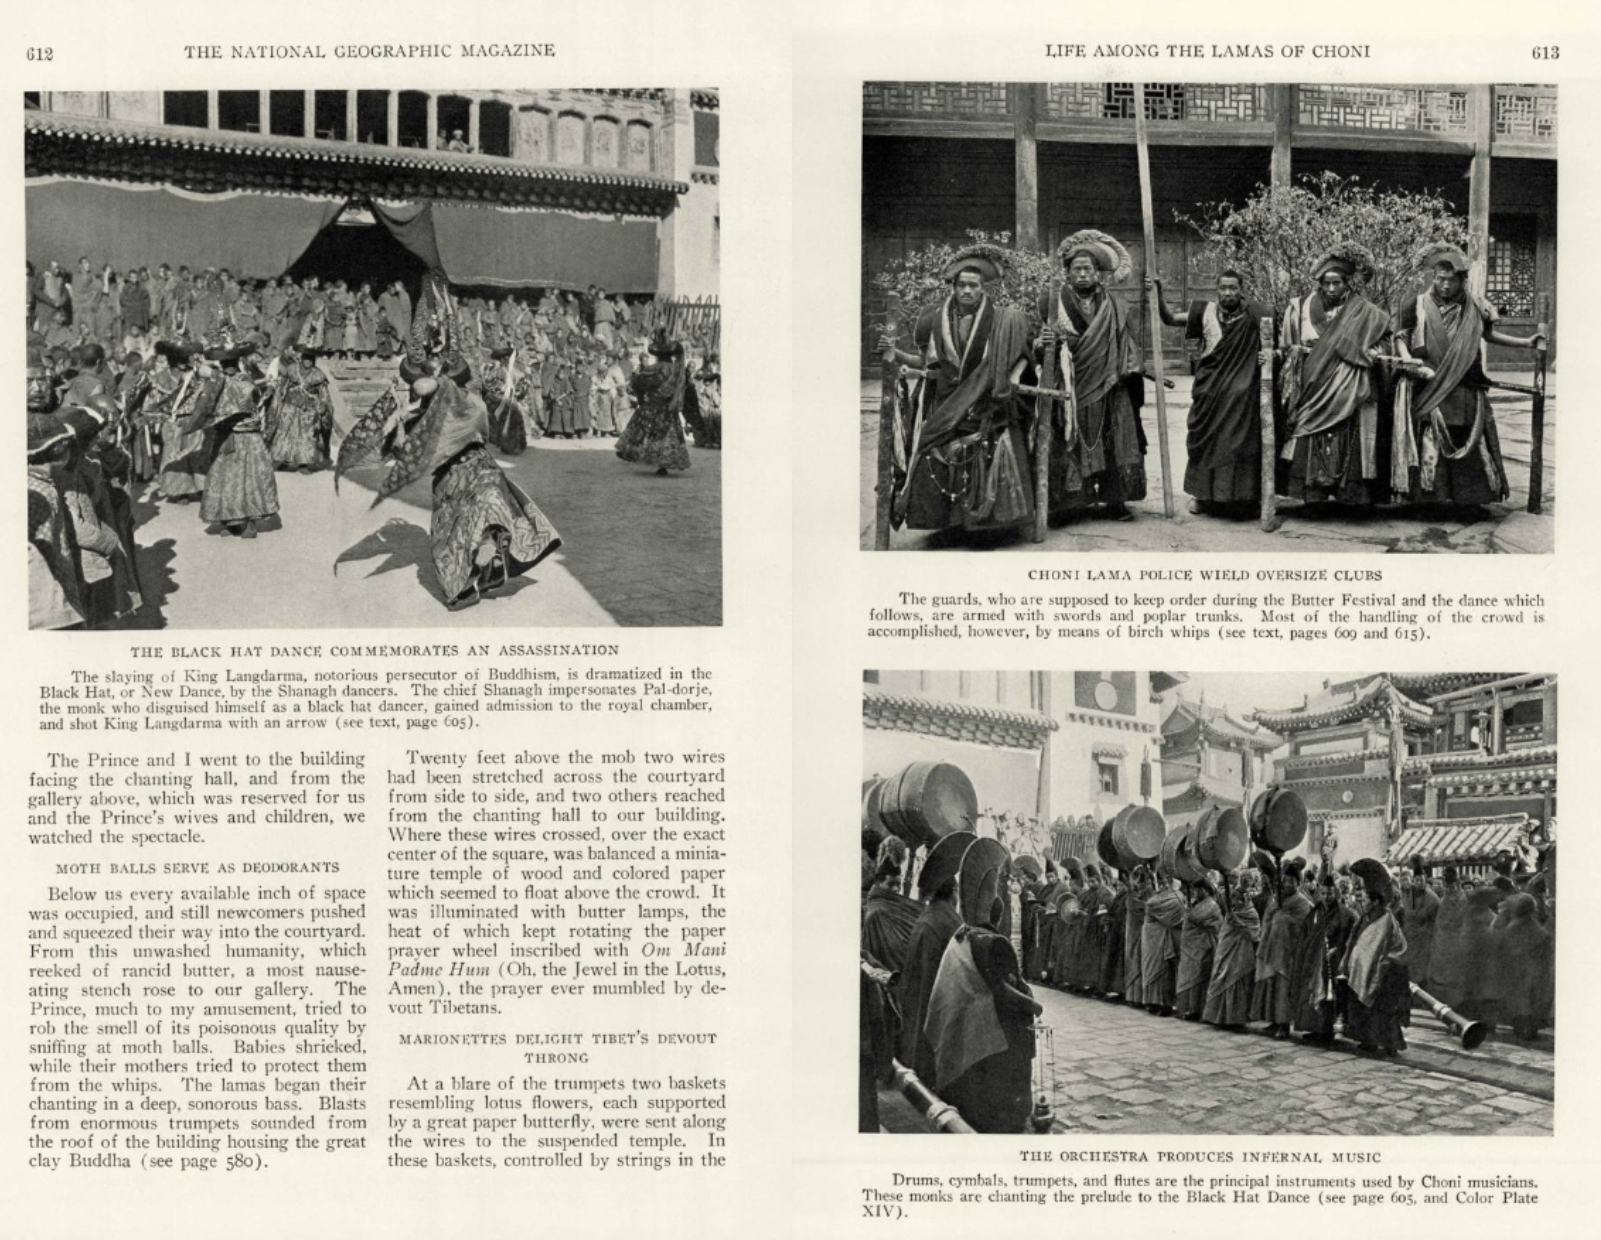 612
THE NATIONAL GEOGRAPHIC MAGAZINE
THE BLACK HAT DANCE COMMEMORATES AN ASSASSINATION
The slaying of King Langdarma, notorious persecutor of Buddhism, is dramatized in the
Black Hat, or New Dance, by the Shanagh dancers. The chief Shanagh impersonates Pal-dorje,
the monk who disguised himself as a black hat dancer, gained admission to the royal chamber,
and shot King Langdarma with an arrow (see text, page 605).
The Prince and I went to the building
facing the chanting hall, and from the
gallery above, which was reserved for us
and the Prince's wives and children, we
watched the spectacle.
MOTH BALLS SERVE AS DEODORANTS
Below us every available inch of space
was occupied, and still newcomers pushed
and squeezed their way into the courtyard.
From this unwashed humanity, which
reeked of rancid butter, a most nause-
ating stench rose to our gallery. The
Prince, much to my amusement, tried to
rob the smell of its poisonous quality by
sniffing at moth balls. Babies shrieked,
while their mothers tried to protect them
from the whips. The lamas began their
chanting in a deep, sonorous bass. Blasts
from enormous trumpets sounded from
the roof of the building housing the great
clay Buddha (see page 580).
Twenty feet above the mob two wires
had been stretched across the courtyard
from side to side, and two others reached
from the chanting hall to our building.
Where these wires crossed, over the exact
center of the square, was balanced a minia-
ture temple of wood and colored paper
which seemed to float above the crowd. It
was illuminated with butter lamps, the
heat of which kept rotating the paper
prayer wheel inscribed with Om Mani
Padme Hum (Oh, the Jewel in the Lotus,
Amen), the prayer ever mumbled by de-
vout Tibetans.
MARIONETTES DELIGHT TIBET'S DEVOUT
THRONG
At a blare of the trumpets two baskets
resembling lotus flowers, each supported
by a great paper butterfly, were sent along
the wires to the suspended temple. In
these baskets, controlled by strings in the
LIFE AMONG THE LAMAS OF CHONI
613
CHONI LAMA POLICE WIELD OVERSIZE CLUBS
The guards, who are supposed to keep order during the Butter Festival and the dance which
follows, are armed with swords and poplar trunks. Most of the handling of the crowd is
accomplished, however, by means of birch whips (see text, pages 609 and 615).
THE ORCHESTRA PRODUCES INFERNAL MUSIC
Drums, cymbals, trumpets, and flutes are the principal instruments used by Choni musicians.
These monks are chanting the prelude to the Black Hat Dance (see page 605, and Color Plate
XIV).